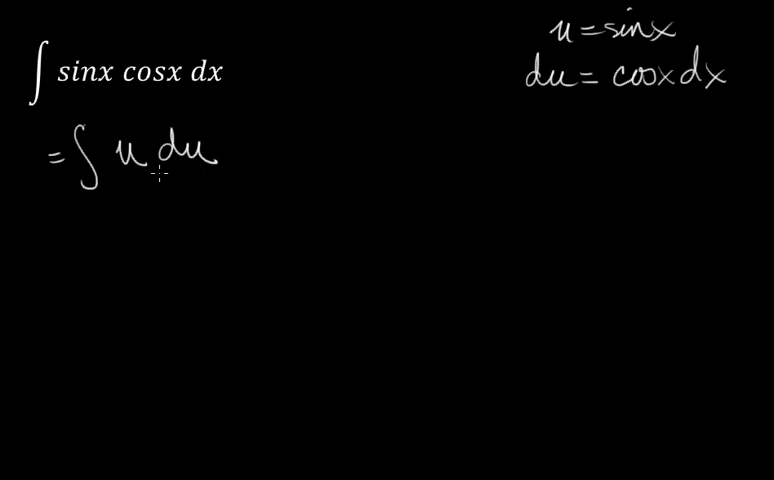 u = sinx
∫ sinx cosx dx
du = cosx dx
= ∫ u du